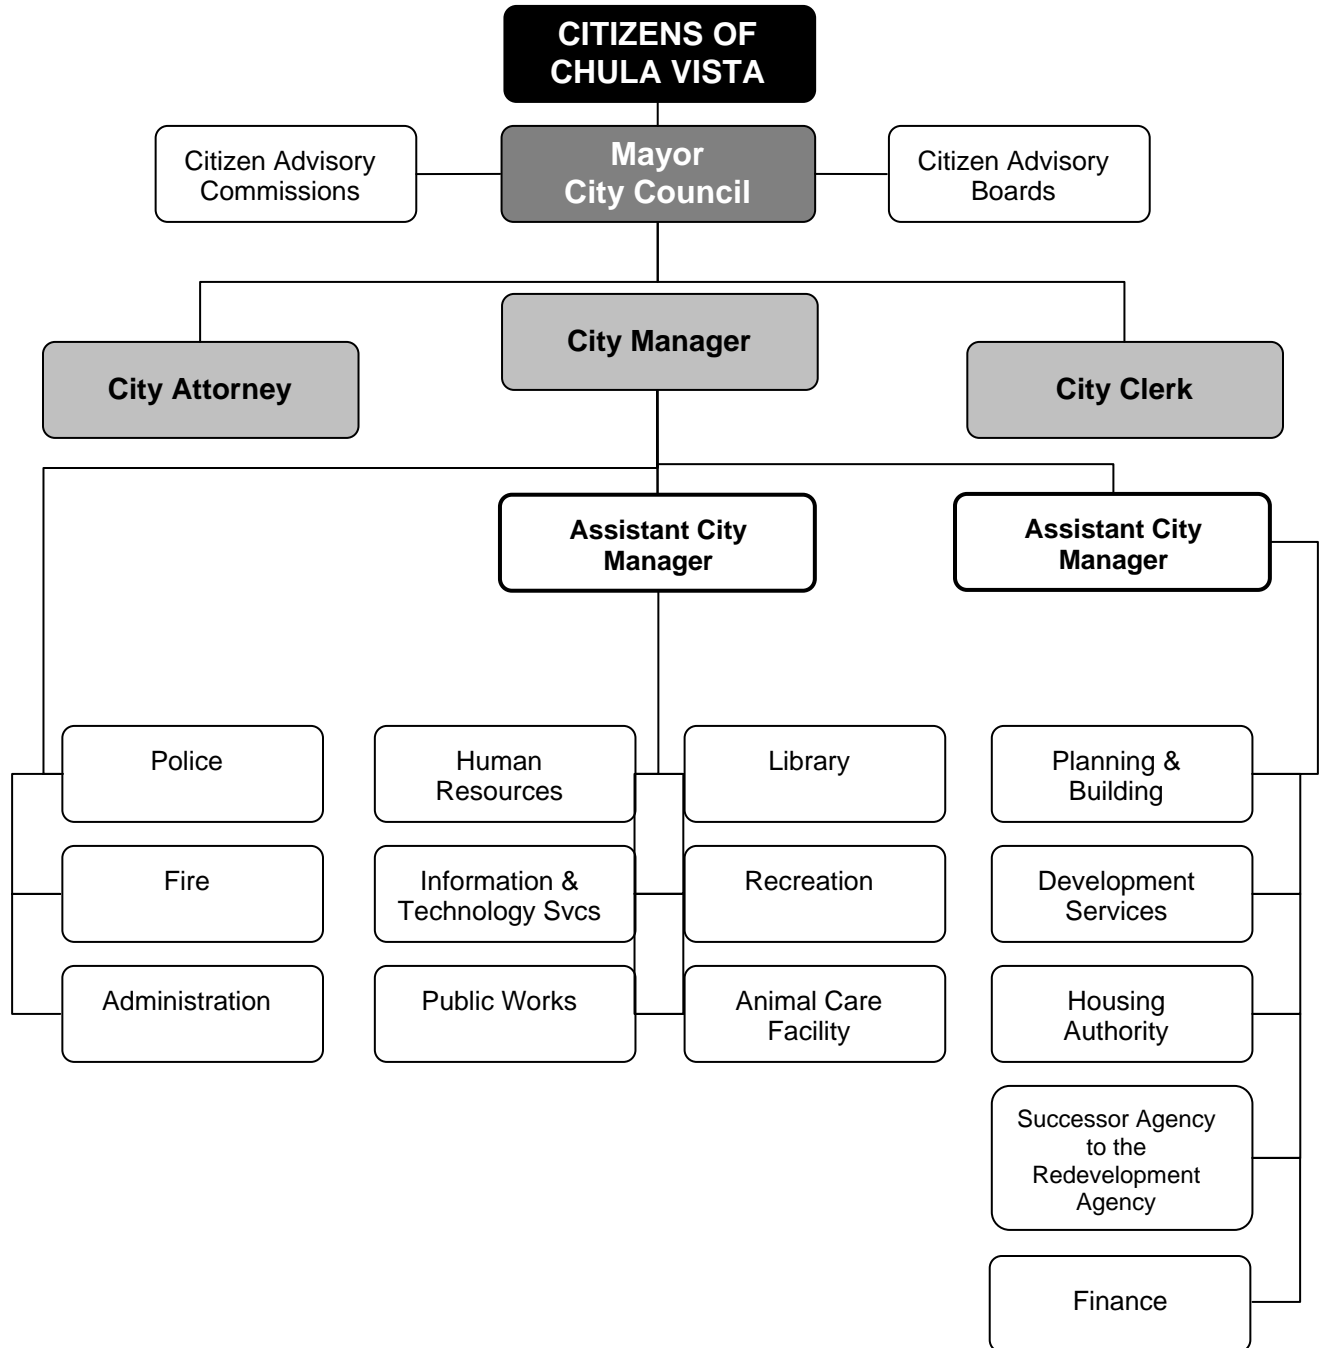 CITIZENS OF
CHULA VISTA
Citizen Advisory
Commissions
Mayor
City Council
Citizen Advisory
Boards
City Attorney
City Manager
City Clerk
Assistant City
Manager
Assistant City
Manager
Police
Human
Resources
Library
Planning &
Building
Fire
Information &
Technology Svcs
Recreation
Development
Services
Administration
Public Works
Animal Care
Facility
Housing
Authority
Successor Agency
to the
Redevelopment
Agency
Finance